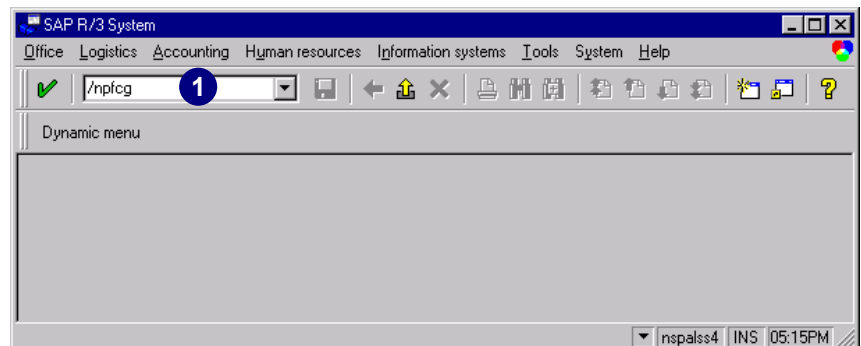 SAP R/3 System
Office Logistics Accounting Human resources Information systems Tools System Help
/npfcg 1
Dynamic menu
nspalss4 INS 05:15PM